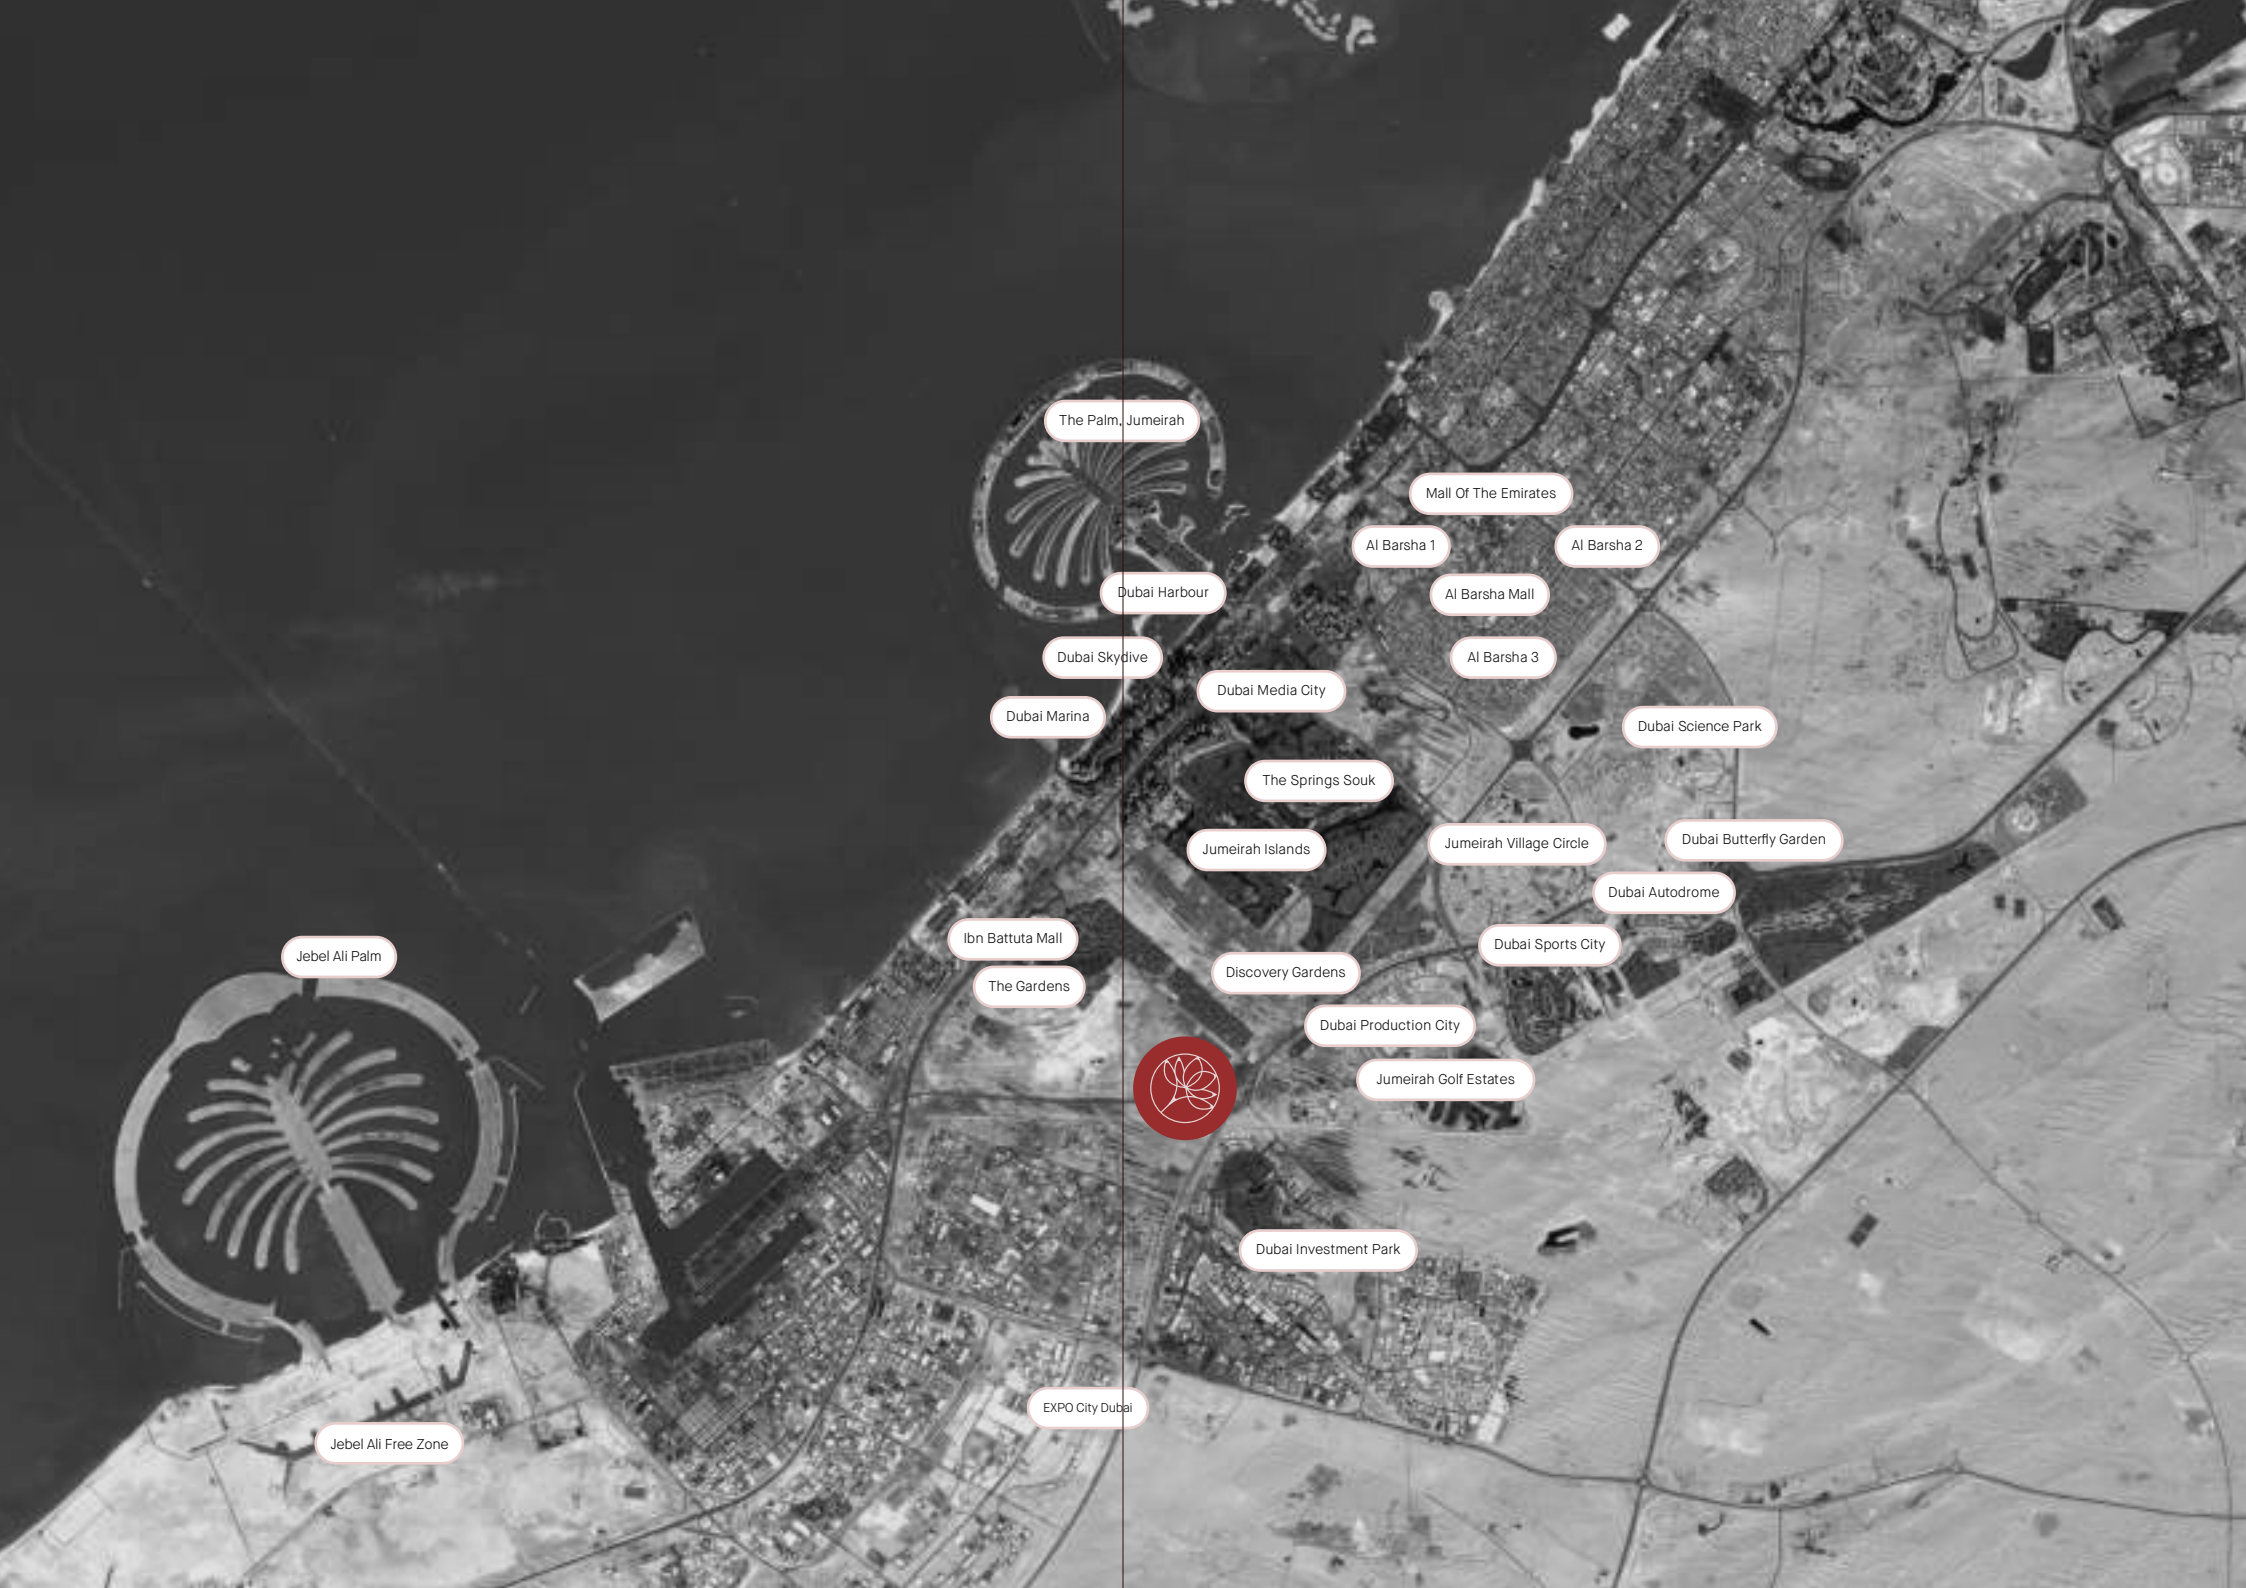 The Palm, Jumeirah
Mall Of The Emirates
Al Barsha 1
Al Barsha 2
Dubai Harbour
Al Barsha Mall
Dubai Skydive
Al Barsha 3
Dubai Media City
Dubai Marina
Dubai Science Park
The Springs Souk
Jumeirah Islands
Jumeirah Village Circle
Dubai Butterfly Garden
Dubai Autodrome
Ibn Battuta Mall
Dubai Sports City
Jebel Ali Palm
Discovery Gardens
The Gardens
Dubai Production City
Jumeirah Golf Estates
Dubai Investment Park
EXPO City Dubai
Jebel Ali Free Zone